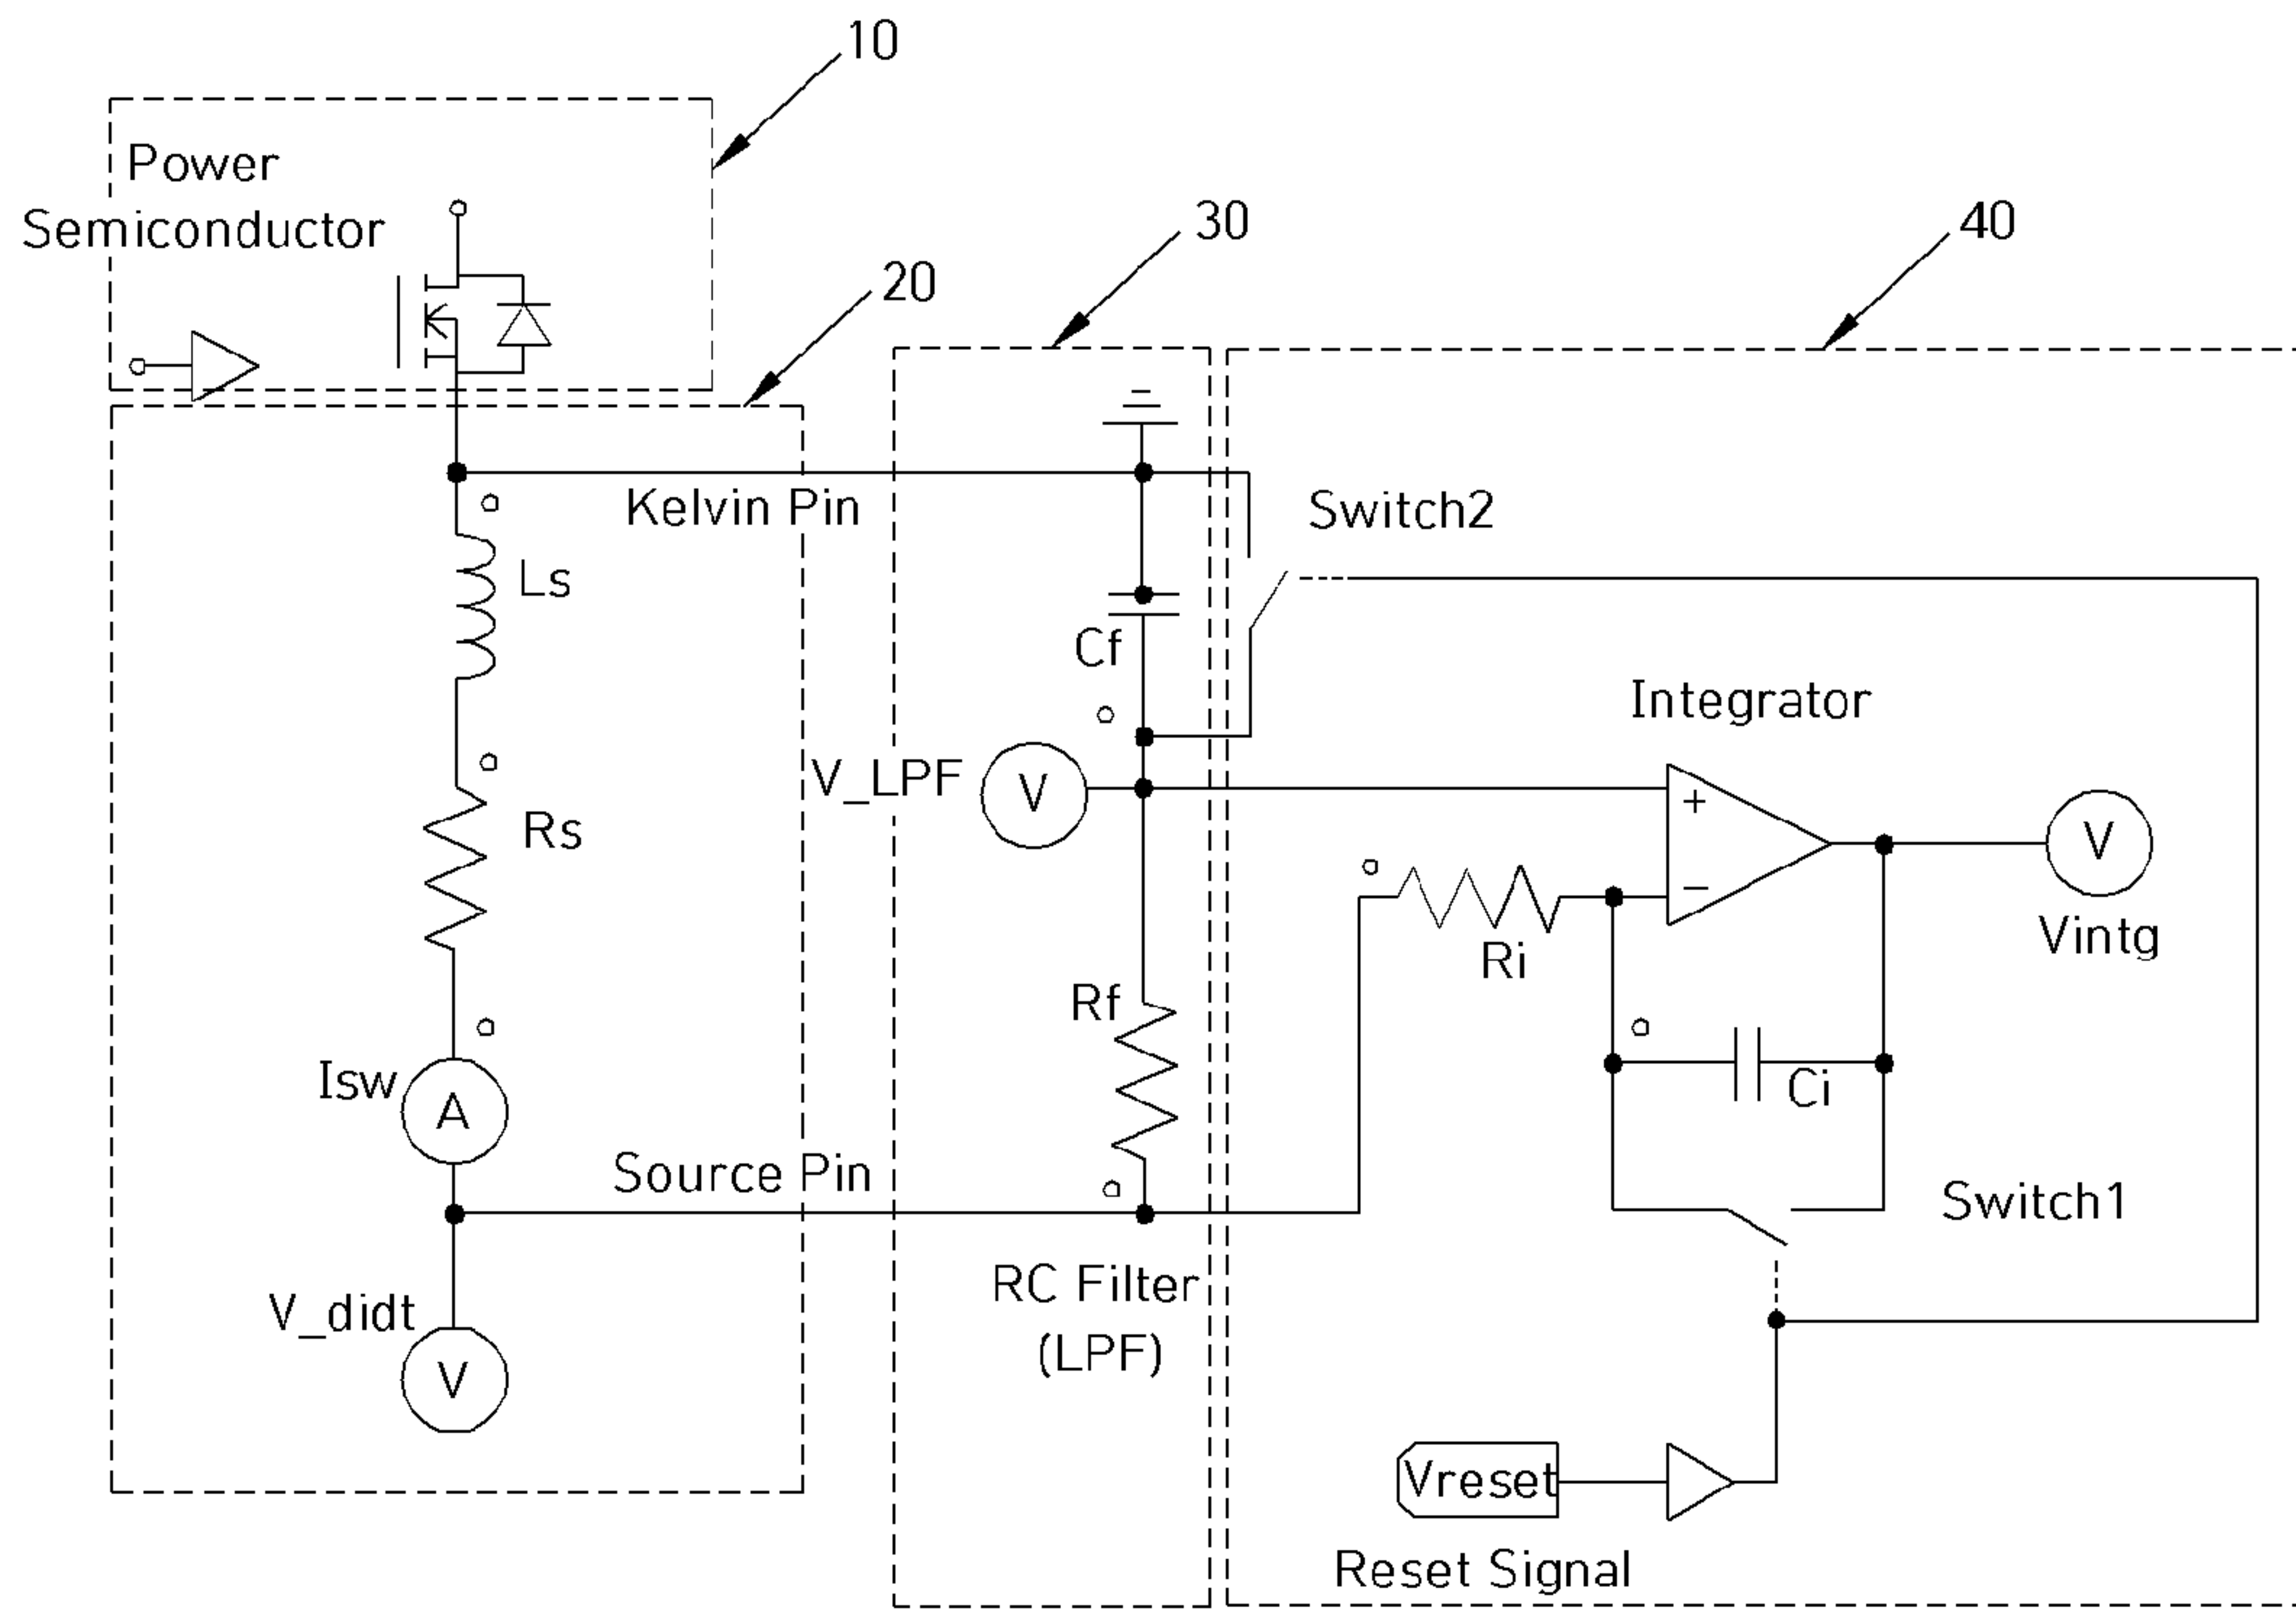 10
Power
Semiconductor
20
30
40
Kelvin Pin
Switch2
Ls
Cf
Integrator
V_LPF
V
+
Rs
V
−
Vintg
Ri
Rf
Isw
A
Ci
Source Pin
Switch1
RC Filter
(LPF)
V_didt
V
Vreset
Reset Signal